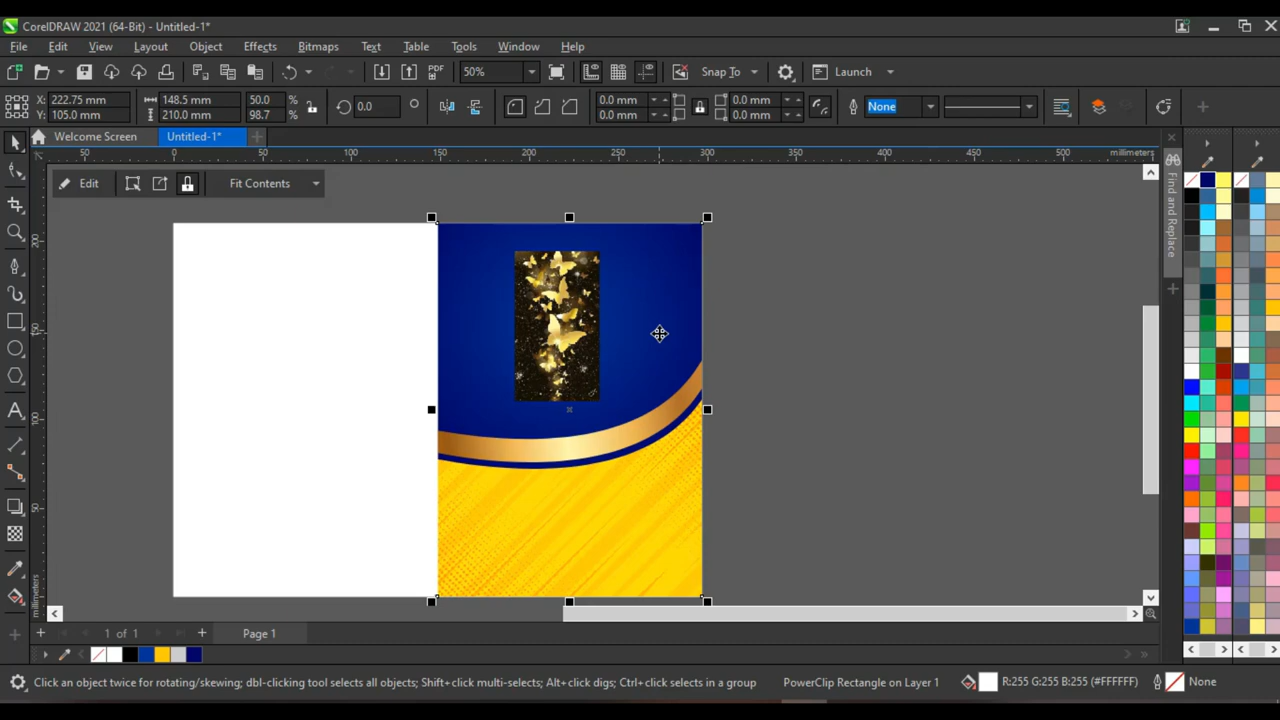 CorelDRAW 2021 (64-Bit) - Untitled-1*
File Edit View Layout Object Effects Bitmaps Text Table Tools Window Help
PDF 50% Snap To Launch
X: 222.75 mm 148.5 mm 50.0 % 0.0 0.0 mm 0.0 mm None
Y: 105.0 mm 210.0 mm 98.7 % 0.0 mm 0.0 mm
Welcome Screen Untitled-1*
50 0 50 100 150 200 250 300 350 400 450 500 millimeters
Edit Fit Contents
200
150
100
50
millimeters
Find and Replace
1 of 1 Page 1
Click an object twice for rotating/skewing; dbl-clicking tool selects all objects; Shift+click multi-selects; Alt+click digs; Ctrl+click selects in a group PowerClip Rectangle on Layer 1 R:255 G:255 B:255 (#FFFFFF) None